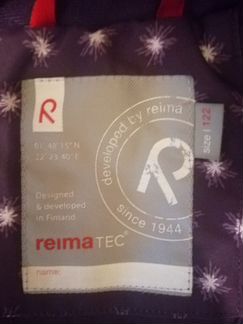 R
61°48'15"N
22°43'40"E
developed by reima
R
since 1944
Size | 122
Designed
& developed
in Finland
reimaTEC®
name: